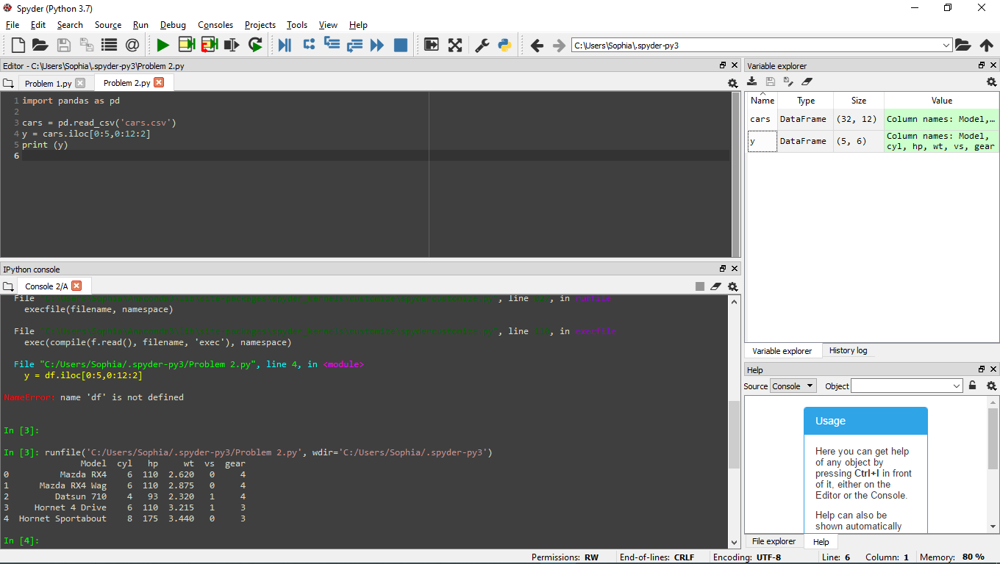 Spyder (Python 3.7)
File Edit Search Source Run Debug Consoles Projects Tools View Help
C:\Users\Sophia\.spyder-py3
Editor - C:\Users\Sophia\.spyder-py3\Problem 2.py
Problem 1.py Problem 2.py
1 import pandas as pd
2
3 cars = pd.read_csv('cars.csv')
4 y = cars.iloc[0:5,0:12:2]
5 print (y)
6
IPython console
Console 2/A
File , line , in runfile
execfile(filename, namespace)
File , line , in execfile
exec(compile(f.read(), filename, 'exec'), namespace)
File "C:/Users/Sophia/.spyder-py3/Problem 2.py", line 4, in <module>
y = df.iloc[0:5,0:12:2]
NameError: name 'df' is not defined
In [3]:
In [3]: runfile('C:/Users/Sophia/.spyder-py3/Problem 2.py', wdir='C:/Users/Sophia/.spyder-py3')
Model cyl hp wt vs gear
0 Mazda RX4 6 110 2.620 0 4
1 Mazda RX4 Wag 6 110 2.875 0 4
2 Datsun 710 4 93 2.320 1 4
3 Hornet 4 Drive 6 110 3.215 1 3
4 Hornet Sportabout 8 175 3.440 0 3
In [4]:
Variable explorer
Name Type Size Value
cars DataFrame (32, 12) Column names: Model,…
y DataFrame (5, 6) Column names: Model,
cyl, hp, wt, vs, gear
Variable explorer History log
Help
Source Console Object
Usage
Here you can get help
of any object by
pressing Ctrl+I in front
of it, either on the
Editor or the Console.
Help can also be
shown automatically
File explorer Help
Permissions: RW End-of-lines: CRLF Encoding: UTF-8 Line: 6 Column: 1 Memory: 80 %